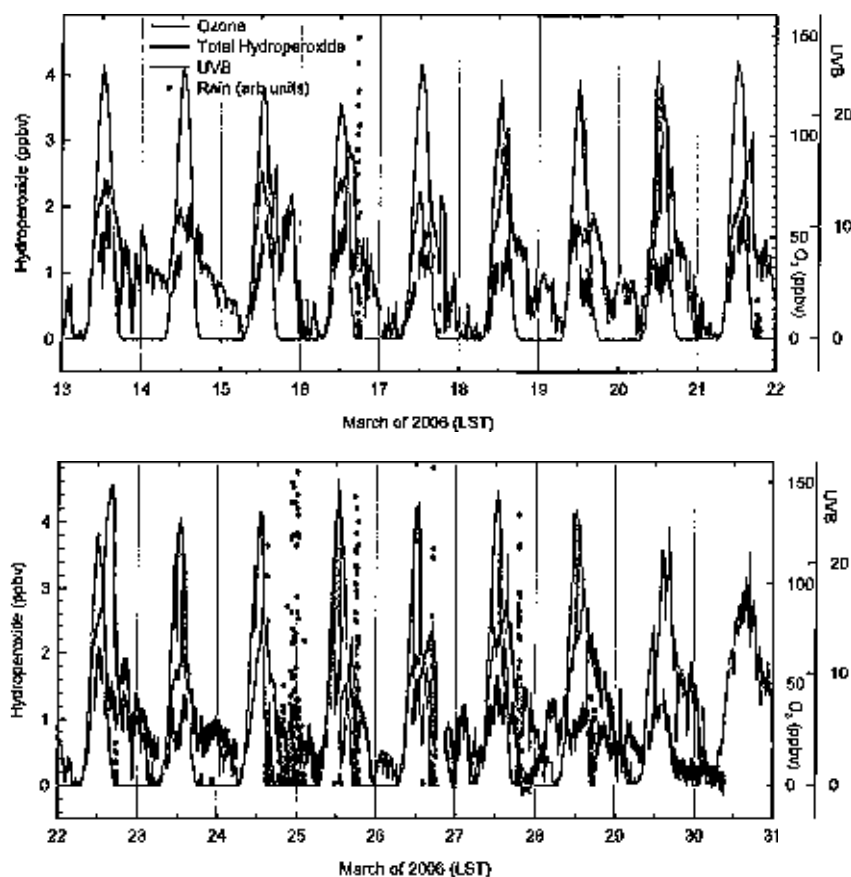 Ozone
Total Hydroperoxide
UVB
Rain (arb units)
Hydroperoxide (ppbv)
4
3
2
1
0
150
100
50
0
O₃ (ppbv)
UVB
20
10
0
13 14 15 16 17 18 19 20 21 22
March of 2006 (LST)
Hydroperoxide (ppbv)
4
3
2
1
0
150
100
50
0
O₃ (ppbv)
UVB
20
10
0
22 23 24 25 26 27 28 29 30 31
March of 2006 (LST)